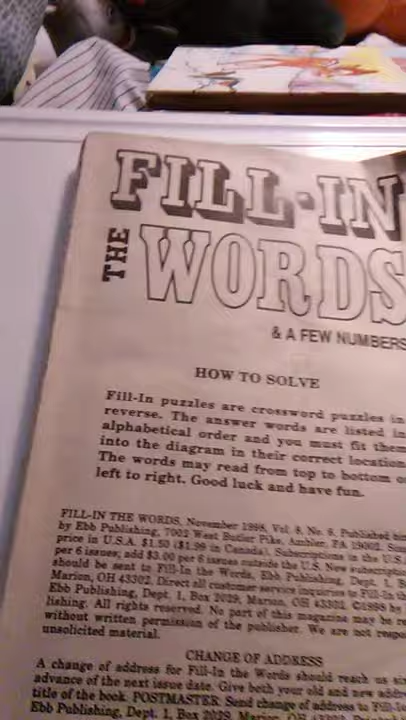 FILL-IN
THE WORDS
& A FEW NUMBERS
HOW TO SOLVE
Fill-In puzzles are crossword puzzles in
reverse. The answer words are listed in
alphabetical order and you must fit them
into the diagram in their correct location
The words may read from top to bottom o
left to right. Good luck and have fun.
FILL-IN THE WORDS, November 1998, Vol. 8, No. 6. Published
by Ebb Publishing, 7002 West Butler Pike, Ambler, PA 19002.
price in U.S.A. $1.50 ($1.99 in Canada). Subscriptions in the U.S.
per 6 issues; add $3.00 per 6 issues outside the U.S. New
should be sent to Fill-In the Words, Ebb Publishing, Dept. 1, B
Marion, OH 43302. Direct all customer service inquiries to Fill-In th
Ebb Publishing, Dept. 1, Box 2029, Marion, OH 43302. ©1998 by
lishing. All rights reserved. No part of this magazine may be re
without written permission of the publisher. We are not respo
unsolicited material.
CHANGE OF ADDRESS
A change of address for Fill-In the Words should reach us six
advance of the next issue date. Give both your old and new addre
title of the book. POSTMASTER: Send change of address to Fill-In
Ebb Publishing, Dept. 1, Box 2029, Marion, OH